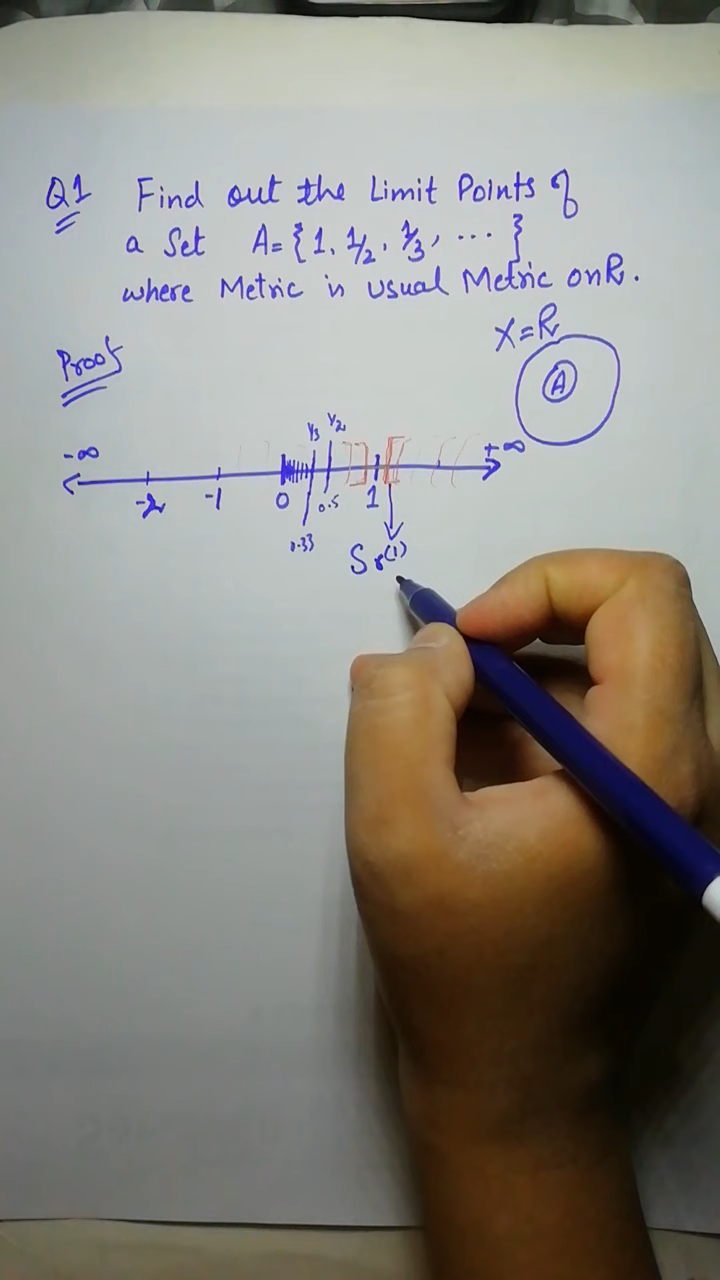 Q1 Find out the Limit Points of
a Set A = {1, 1/2, 1/3, ... }
where Metric is usual Metric on R.
X = R
Proof
A
1/3 1/2
-∞ +∞
-2 -1 0 0.5 1
0.33
Sr(1)